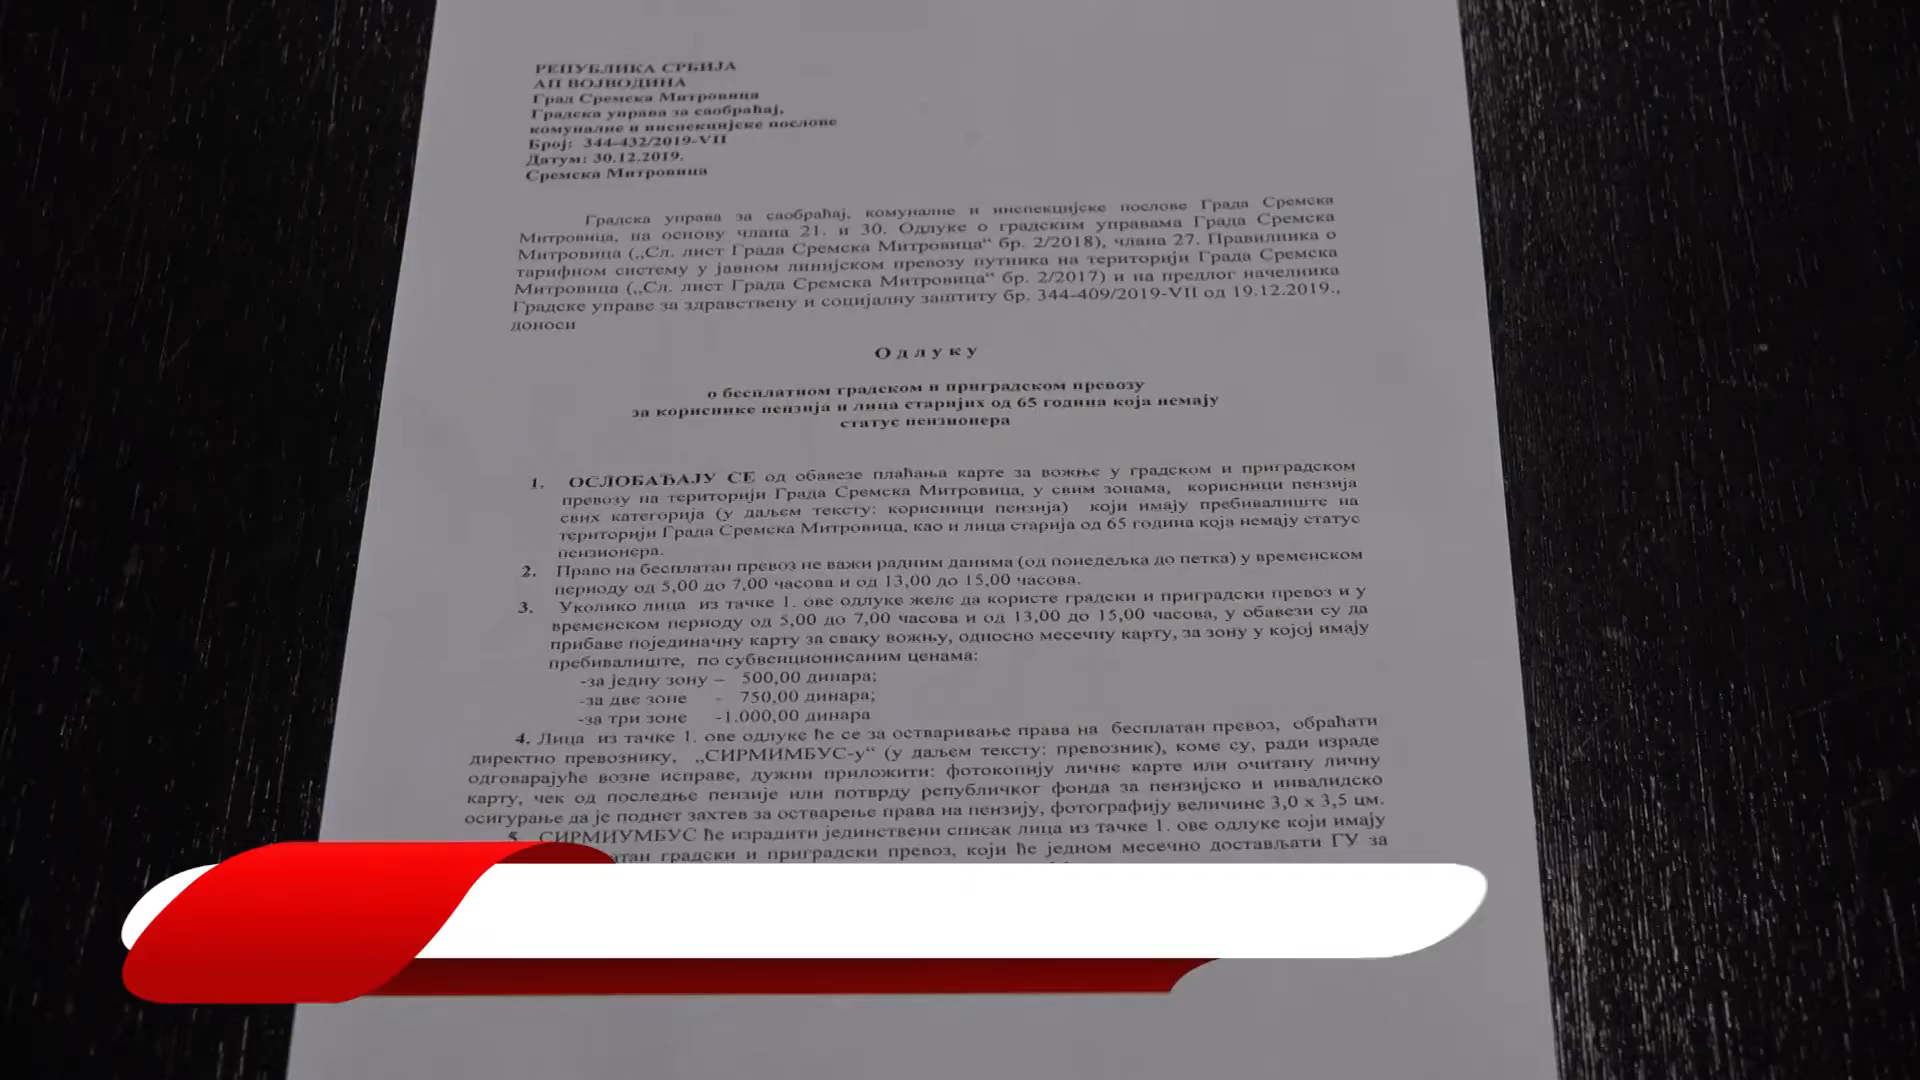 РЕПУБЛИКА СРБИЈА
АП ВОЈВОДИНА
Град Сремска Митровица
Градска управа за саобраћај,
комуналне и инспекцијске послове
Број: 344-432/2019-VII
Датум: 30.12.2019.
Сремска Митровица
Градска управа за саобраћај, комуналне и инспекцијске послове Града Сремска
Митровица, на основу члана 21. и 30. Одлуке о градским управама Града Сремска
Митровица („Сл. лист Града Сремска Митровица“ бр. 2/2018), члана 27. Правилника о
тарифном систему у јавном линијском превозу путника на територији Града Сремска
Митровица („Сл. лист Града Сремска Митровица“ бр. 2/2017) и на предлог начелника
Градске управе за здравствену и социјалну заштиту бр. 344-409/2019-VII од 19.12.2019.,
доноси
О д л у к у
о бесплатном градском и приградском превозу
за кориснике пензија и лица старијих од 65 година која немају
статус пензионера
1. ОСЛОБАЂАЈУ СЕ од обавезе плаћања карте за вожње у градском и приградском
превозу на територији Града Сремска Митровица, у свим зонама, корисници пензија
свих категорија (у даљем тексту: корисници пензија) који имају пребивалиште на
територији Града Сремска Митровица, као и лица старија од 65 година која немају статус
пензионера.
2. Право на бесплатан превоз не важи радним данима (од понедељка до петка) у временском
периоду од 5,00 до 7,00 часова и од 13,00 до 15,00 часова.
3. Уколико лица из тачке 1. ове одлуке желе да користе градски и приградски превоз и у
временском периоду од 5,00 до 7,00 часова и од 13,00 до 15,00 часова, у обавези су да
прибаве појединачну карту за сваку вожњу, односно месечну карту, за зону у којој имају
пребивалиште, по субвенционисаним ценама:
-за једну зону – 500,00 динара;
-за две зоне - 750,00 динара;
-за три зоне -1.000,00 динара
4. Лица из тачке 1. ове одлуке ће се за остваривање права на бесплатан превоз, обраћати
директно превознику, „СИРМИМБУС-у“ (у даљем тексту: превозник), коме су, ради израде
одговарајуће возне исправе, дужни приложити: фотокопију личне карте или очитану личну
карту, чек од последње пензије или потврду републичког фонда за пензијско и инвалидско
осигурање да је поднет захтев за остварење права на пензију, фотографију величине 3,0 x 3,5 цм.
5. СИРМИУМБУС ће израдити јединствени списак лица из тачке 1. ове одлуке који имају
градски и приградски превоз, који ће једном месечно достављати ГУ за